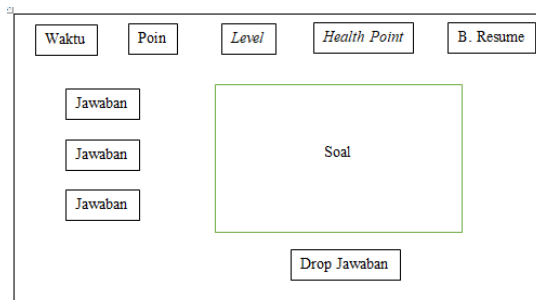 Waktu Poin Level Health Point B. Resume
Jawaban
Jawaban
Soal
Jawaban
Drop Jawaban